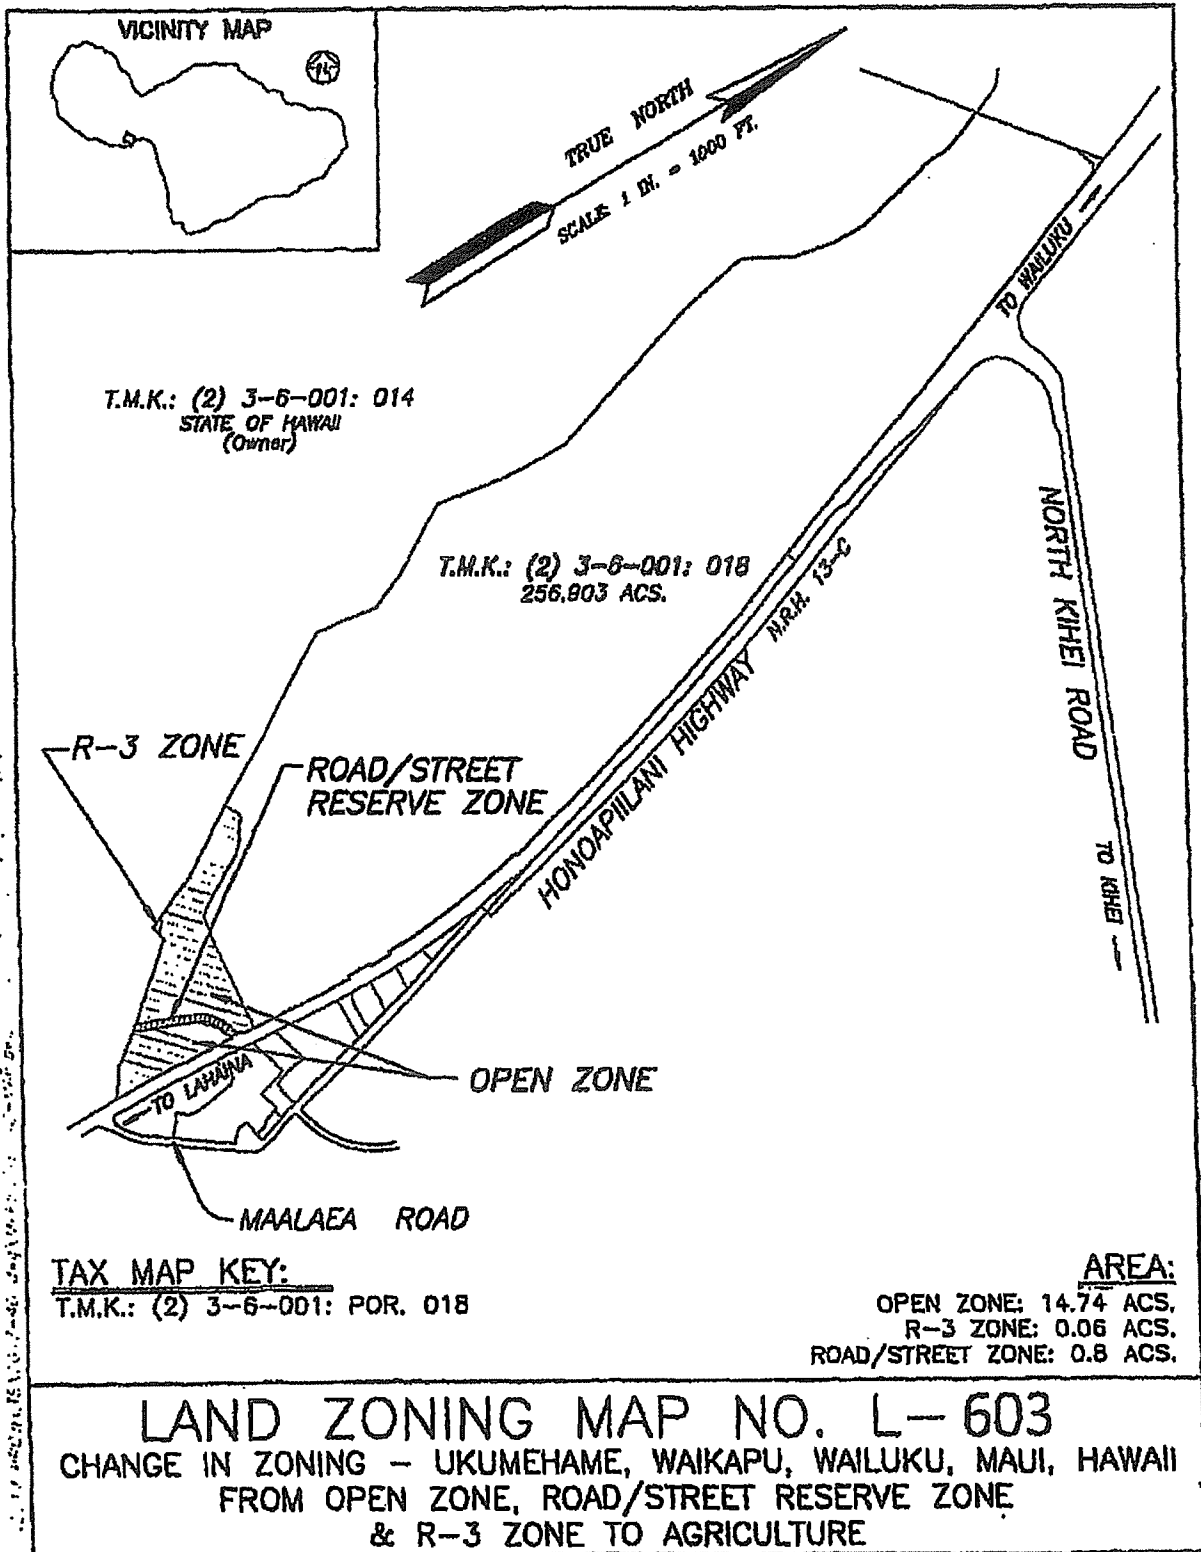 VICINITY MAP
TRUE NORTH
SCALE: 1 IN. = 1000 FT.
TO WAILUKU
T.M.K.: (2) 3-6-001: 014
STATE OF HAWAII
(Owner)
T.M.K.: (2) 3-6-001: 018
256.903 ACS.
HONOAPIILANI HIGHWAY N.R.H. 13-C
NORTH KIHEI ROAD
TO KIHEI
R-3 ZONE
ROAD/STREET
RESERVE ZONE
TO LAHAINA
OPEN ZONE
MAALAEA ROAD
TAX MAP KEY:
T.M.K.: (2) 3-6-001: POR. 018
AREA:
OPEN ZONE: 14.74 ACS.
R-3 ZONE: 0.06 ACS.
ROAD/STREET ZONE: 0.8 ACS.
LAND ZONING MAP NO. L-603
CHANGE IN ZONING - UKUMEHAME, WAIKAPU, WAILUKU, MAUI, HAWAII
FROM OPEN ZONE, ROAD/STREET RESERVE ZONE
& R-3 ZONE TO AGRICULTURE